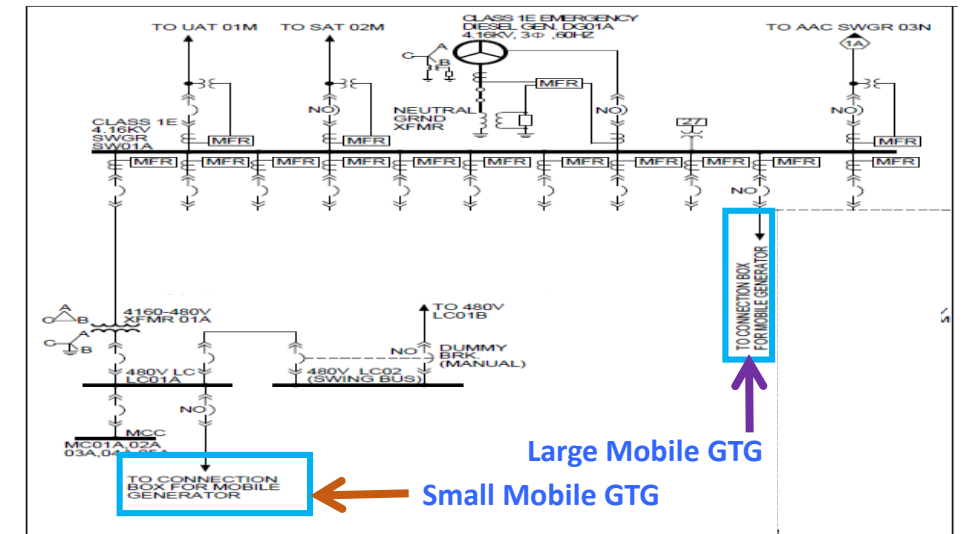 TO UAT 01M
TO SAT 02M
CLASS 1E EMERGENCY
DIESEL GEN. DG01A
4.16KV, 3Φ ,60HZ
TO AAC SWGR 03N
1A
A
C
B
MFR
NO
NEUTRAL
GRND
XFMR
NO
27
NO
CLASS 1E
4.16KV
SWGR
SW01A
MFR
MFR
MFR
MFR
MFR
MFR
MFR
MFR
MFR
MFR
MFR
MFR
MFR
MFR
NO
TO CONNECTION BOX
FOR MOBILE GENERATOR
A
C
B
A
C
B
4160-480V
XFMR 01A
TO 480V
LC01B
NO
DUMMY
BRK.
(MANUAL)
480V LC
LC01A
480V LC02
(SWING BUS)
NO
MCC
MC01A,02A
TO CONNECTION
BOX FOR MOBILE
GENERATOR
Large Mobile GTG
Small Mobile GTG